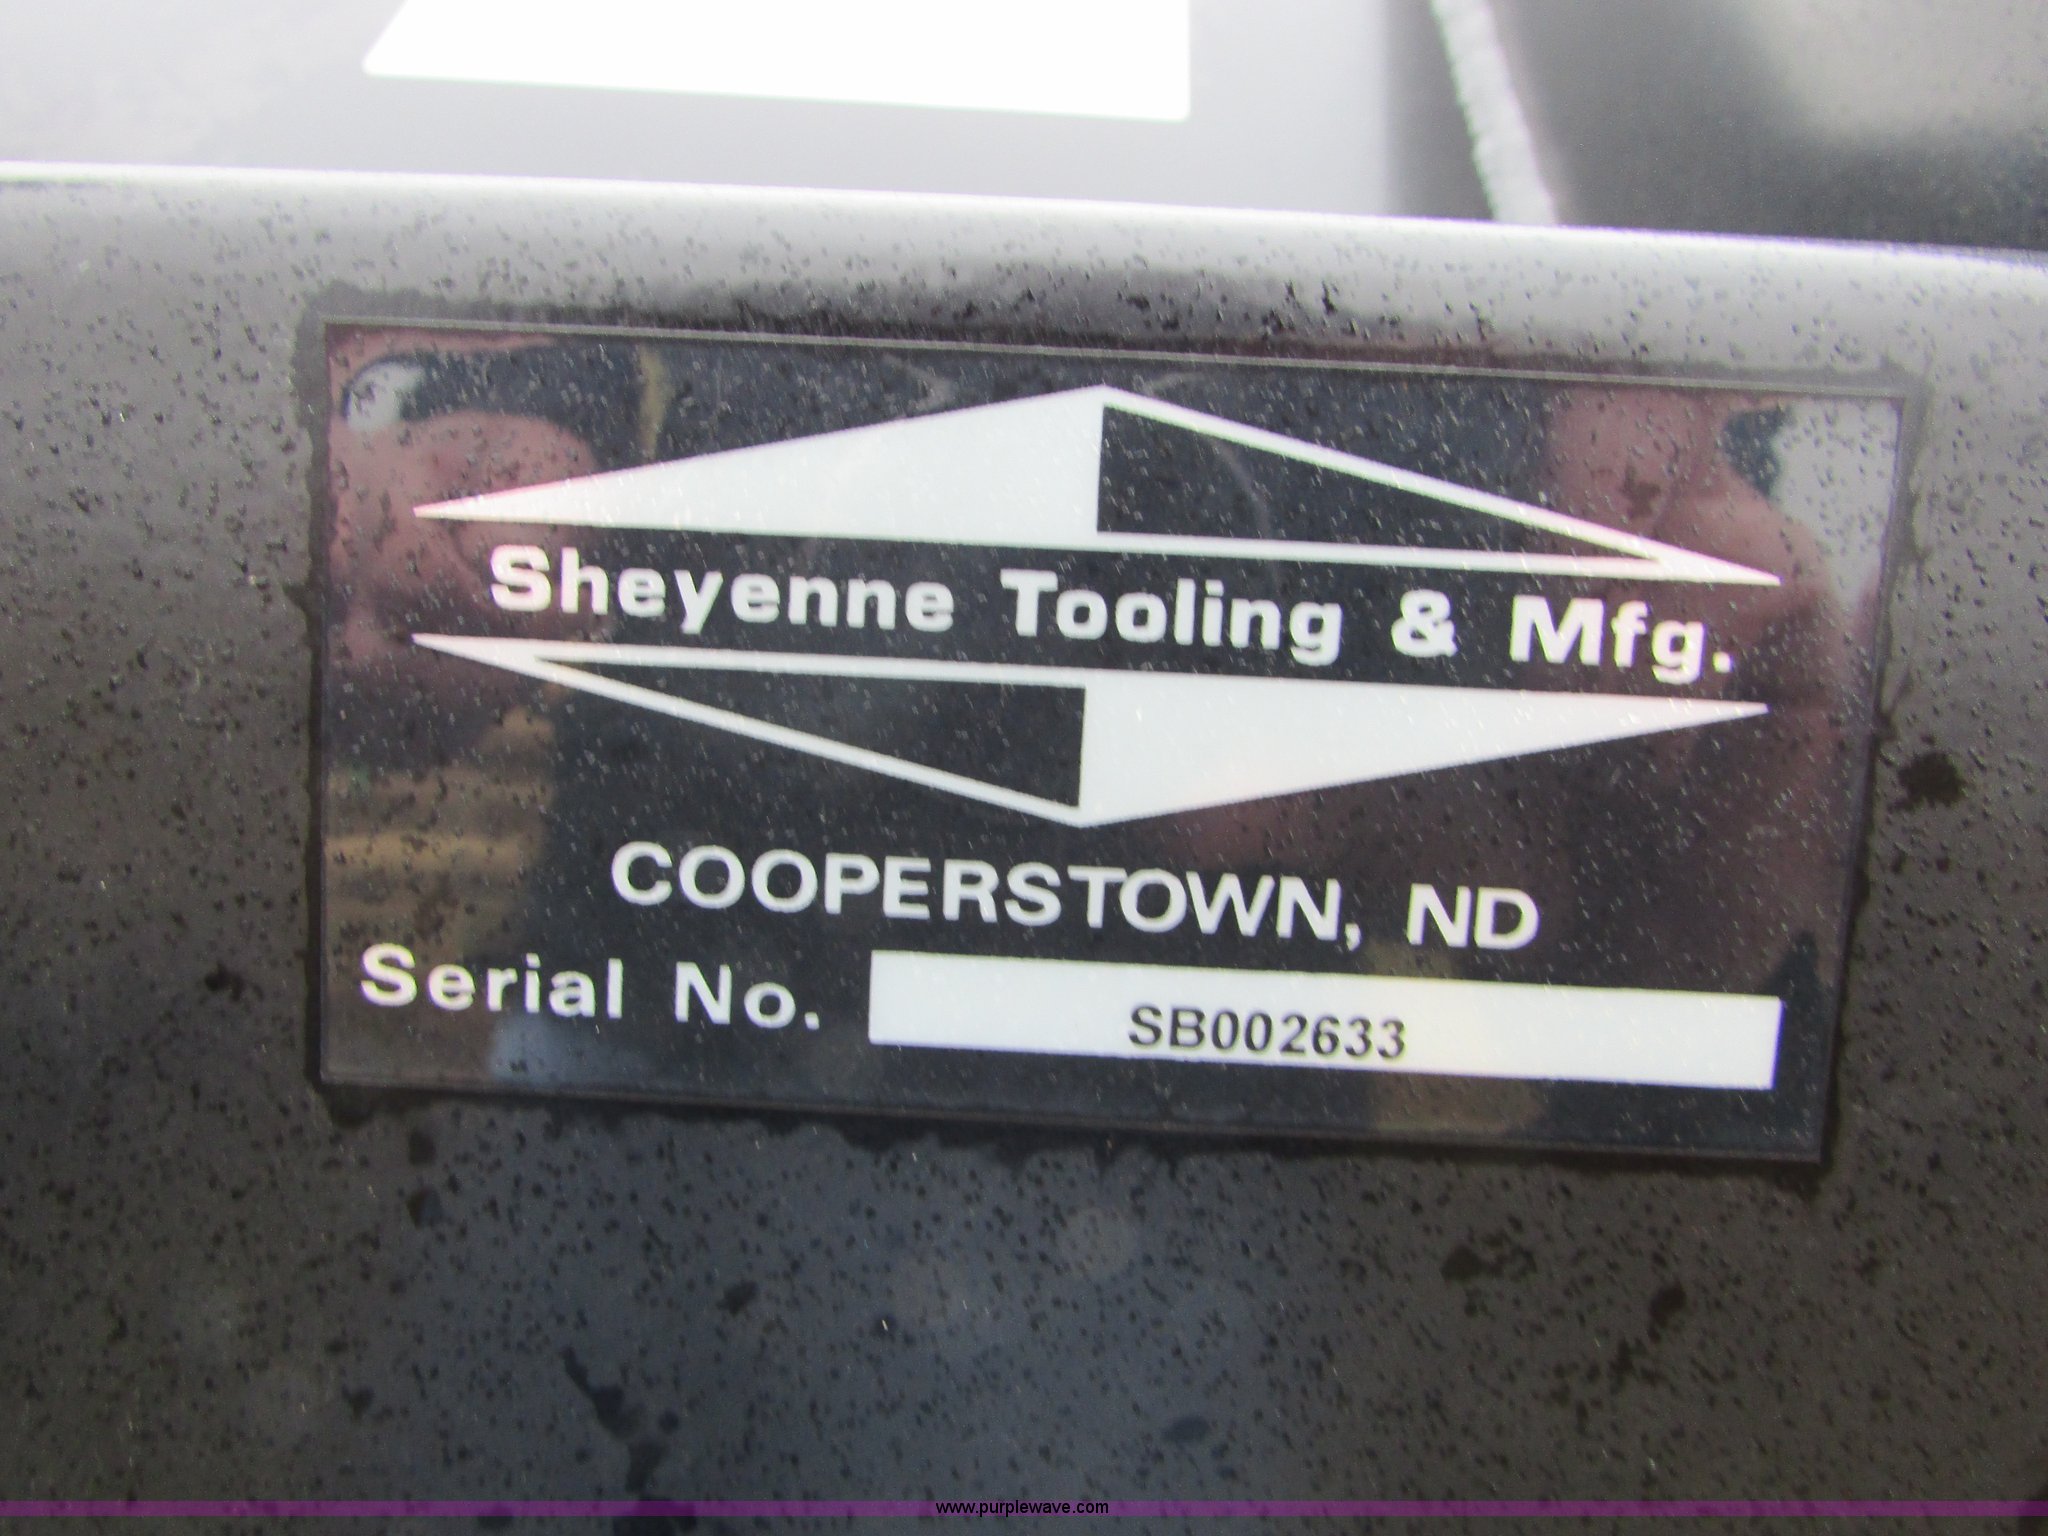 Sheyenne Tooling & Mfg.
COOPERSTOWN, ND
Serial No. SB002633
www.purplewave.com